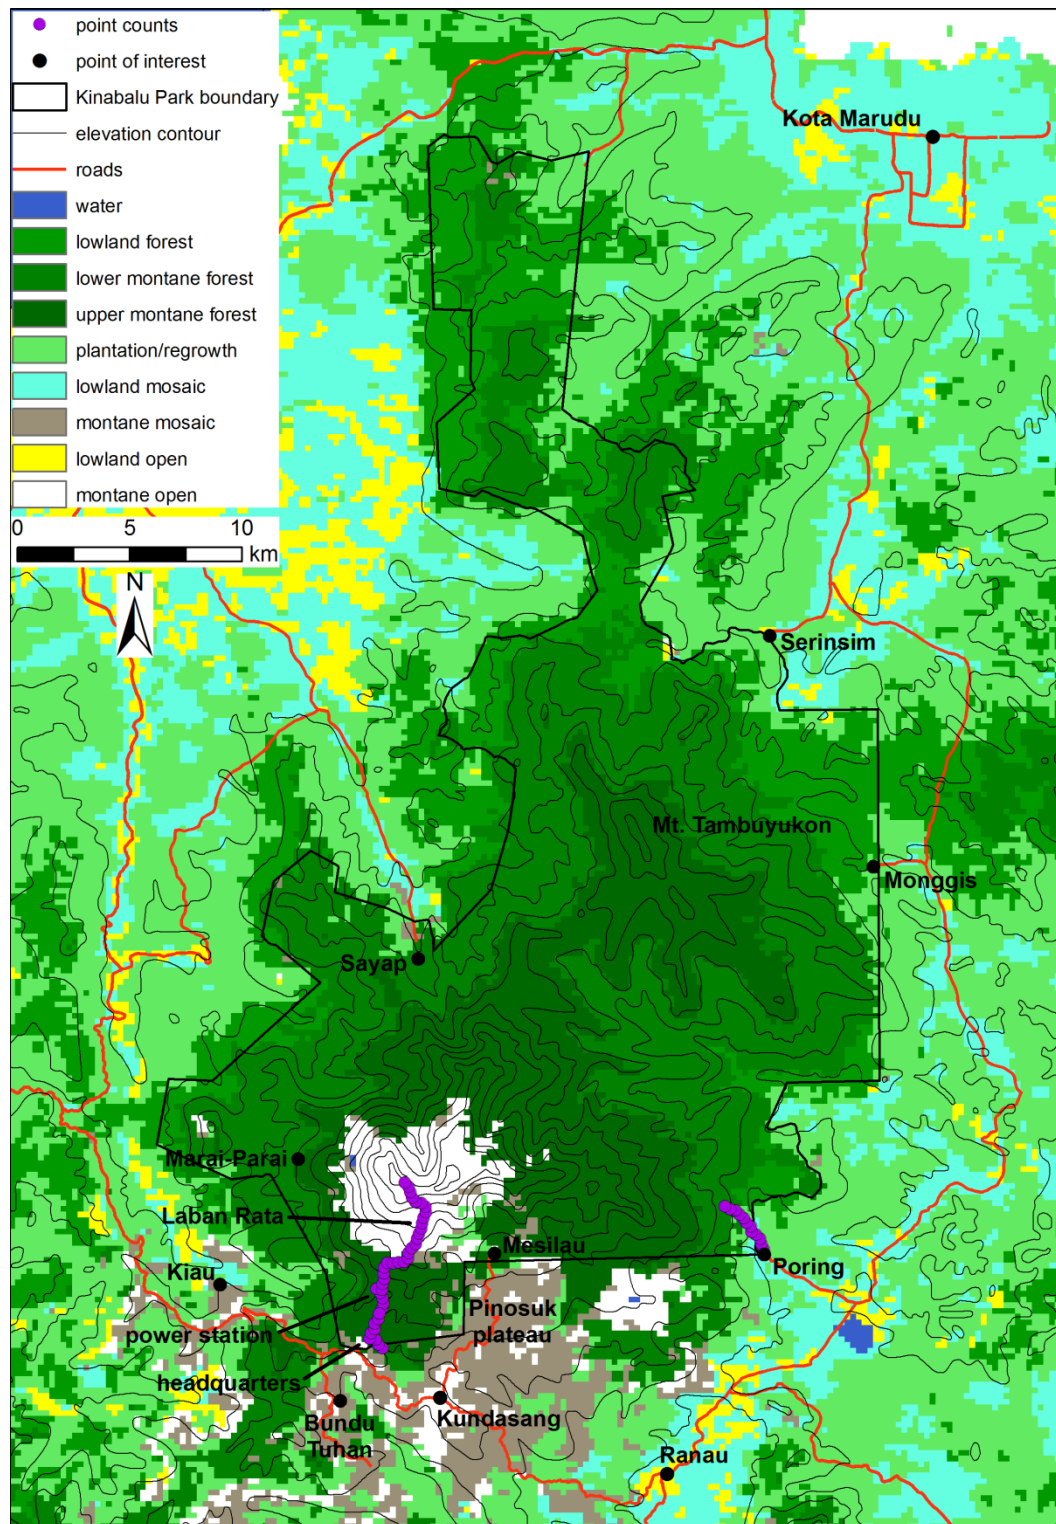 point counts
point of interest
Kinabalu Park boundary
elevation contour
roads
water
lowland forest
lower montane forest
upper montane forest
plantation/regrowth
lowland mosaic
montane mosaic
lowland open
montane open
0 5 10
km
N
Kota Marudu
Serinsim
Mt. Tambuyukon
Monggis
Sayap
Marai-Parai
Laban Rata
Mesilau
Poring
Kiau
Pinosuk
plateau
power station
headquarters
Bundu
Tuhan
Kundasang
Ranau